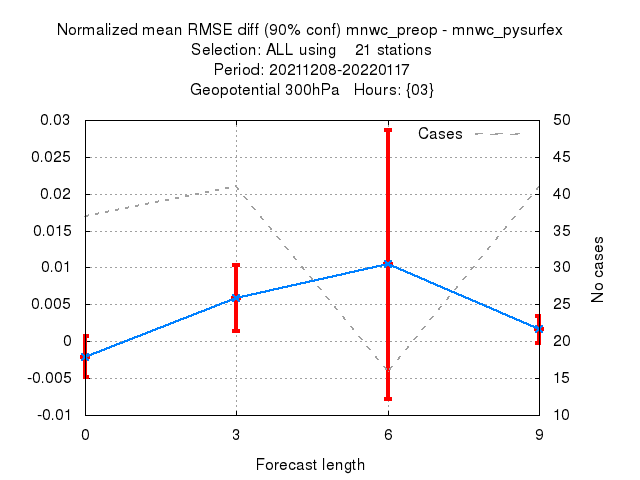 Normalized mean RMSE diff (90% conf) mnwc_preop - mnwc_pysurfex
Selection: ALL using    21 stations
Period: 20211208-20220117
Geopotential 300hPa   Hours: {03}
Cases
0.03
0.025
0.02
0.015
0.01
0.005
0
-0.005
-0.01
50
45
40
35
30
25
20
15
10
No cases
0 3 6 9
Forecast length